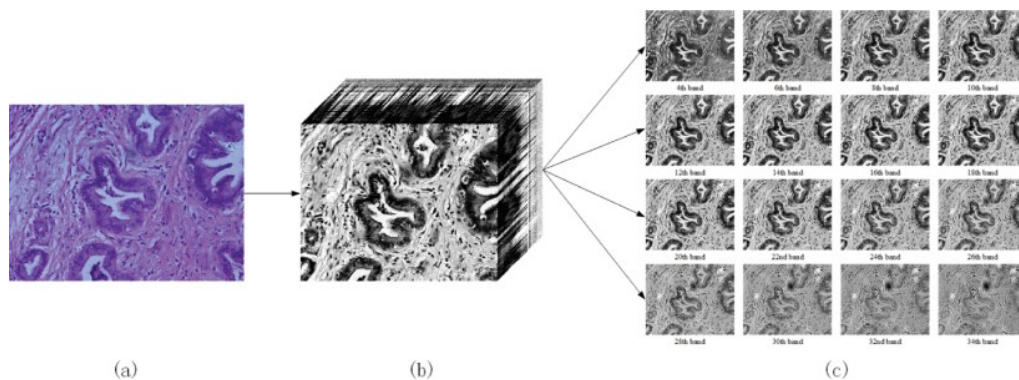 4th band 6th band 8th band 10th band
12th band 14th band 16th band 18th band
20th band 22nd band 24th band 26th band
28th band 30th band 32nd band 34th band
(a) (b) (c)